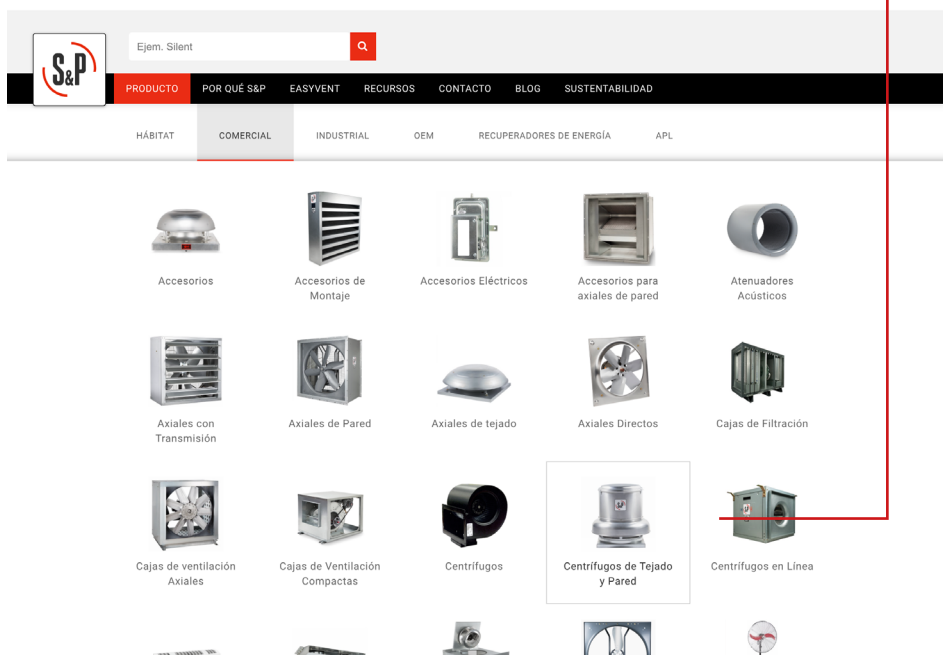 Ejem. Silent
S&P
PRODUCTO POR QUÉ S&P EASYVENT RECURSOS CONTACTO BLOG SUSTENTABILIDAD
HÁBITAT COMERCIAL INDUSTRIAL OEM RECUPERADORES DE ENERGÍA APL
Accesorios
Accesorios de
Montaje
Accesorios Eléctricos
Accesorios para
axiales de pared
Atenuadores
Acústicos
Axiales con
Transmisión
Axiales de Pared
Axiales de tejado
Axiales Directos
Cajas de Filtración
Cajas de ventilación
Axiales
Cajas de Ventilación
Compactas
Centrífugos
Centrífugos de Tejado
y Pared
Centrífugos en Línea